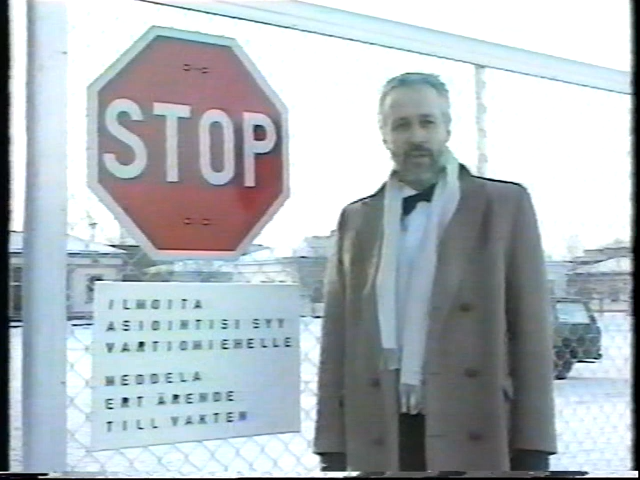 STOP
ILMOITA
ASIOINTISI SYY
VARTIOMIEHELLE
MEDDELA
ERT ÄRENDE
TILL VAKTEN